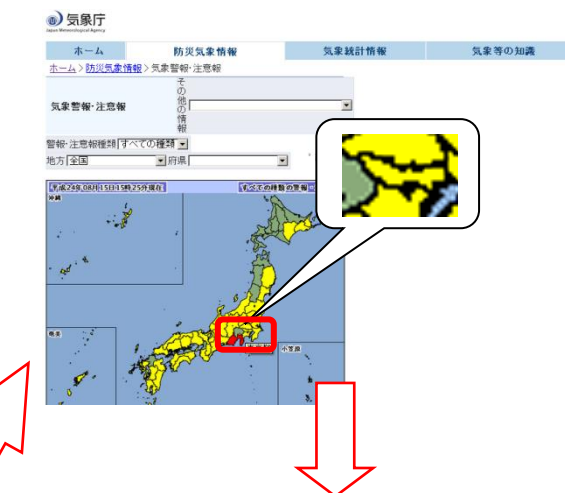 気象庁
Japan Meteorological Agency
ホーム 防災気象情報 気象統計情報 気象等の知識
ホーム > 防災気象情報 > 気象警報・注意報
気象警報・注意報 その他の情報
警報・注意報種類 すべての種類
地方 全国 府県
平成24年08月15日15時25分現在 すべての種類の警報・
沖縄
奄美
小笠原